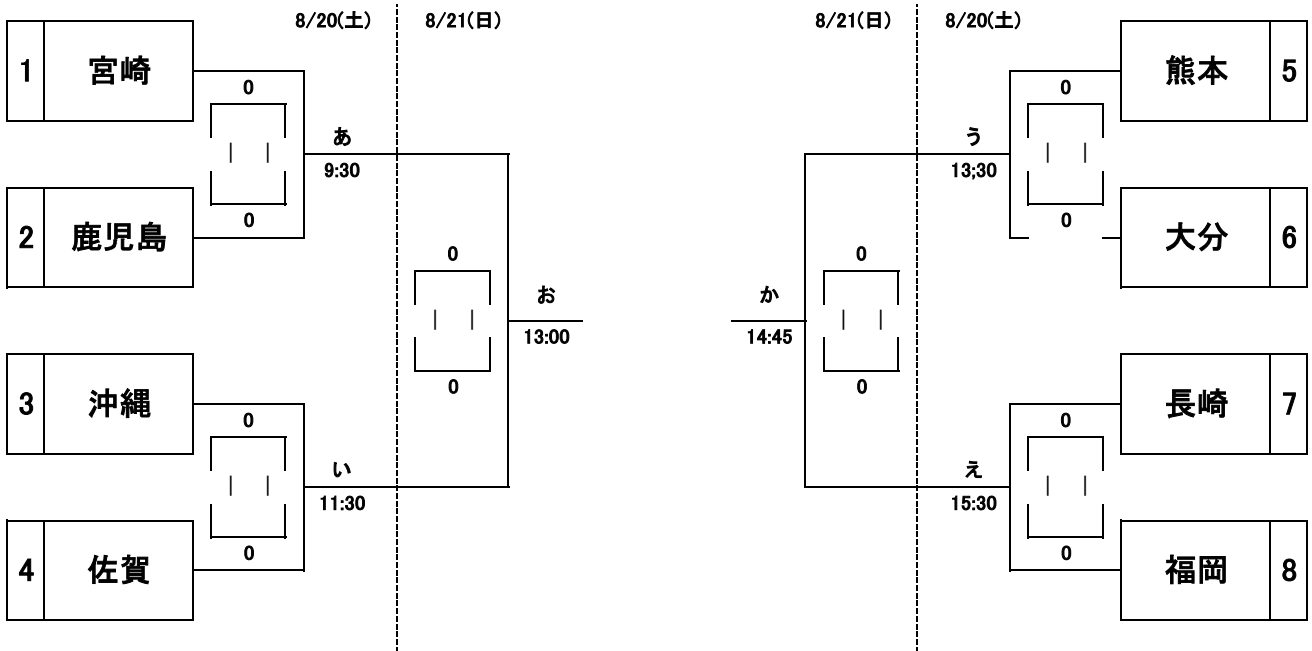 8/20(土) 8/21(日) 8/21(日) 8/20(土)
1 宮崎 熊本 5
0 0
あ う
| | | |
9:30 13;30
0 0
2 鹿児島 大分 6
0 0
お か
| | | |
13:00 14:45
0 0
3 沖縄 長崎 7
0 0
い え
| | | |
11:30 15:30
0 0
4 佐賀 福岡 8